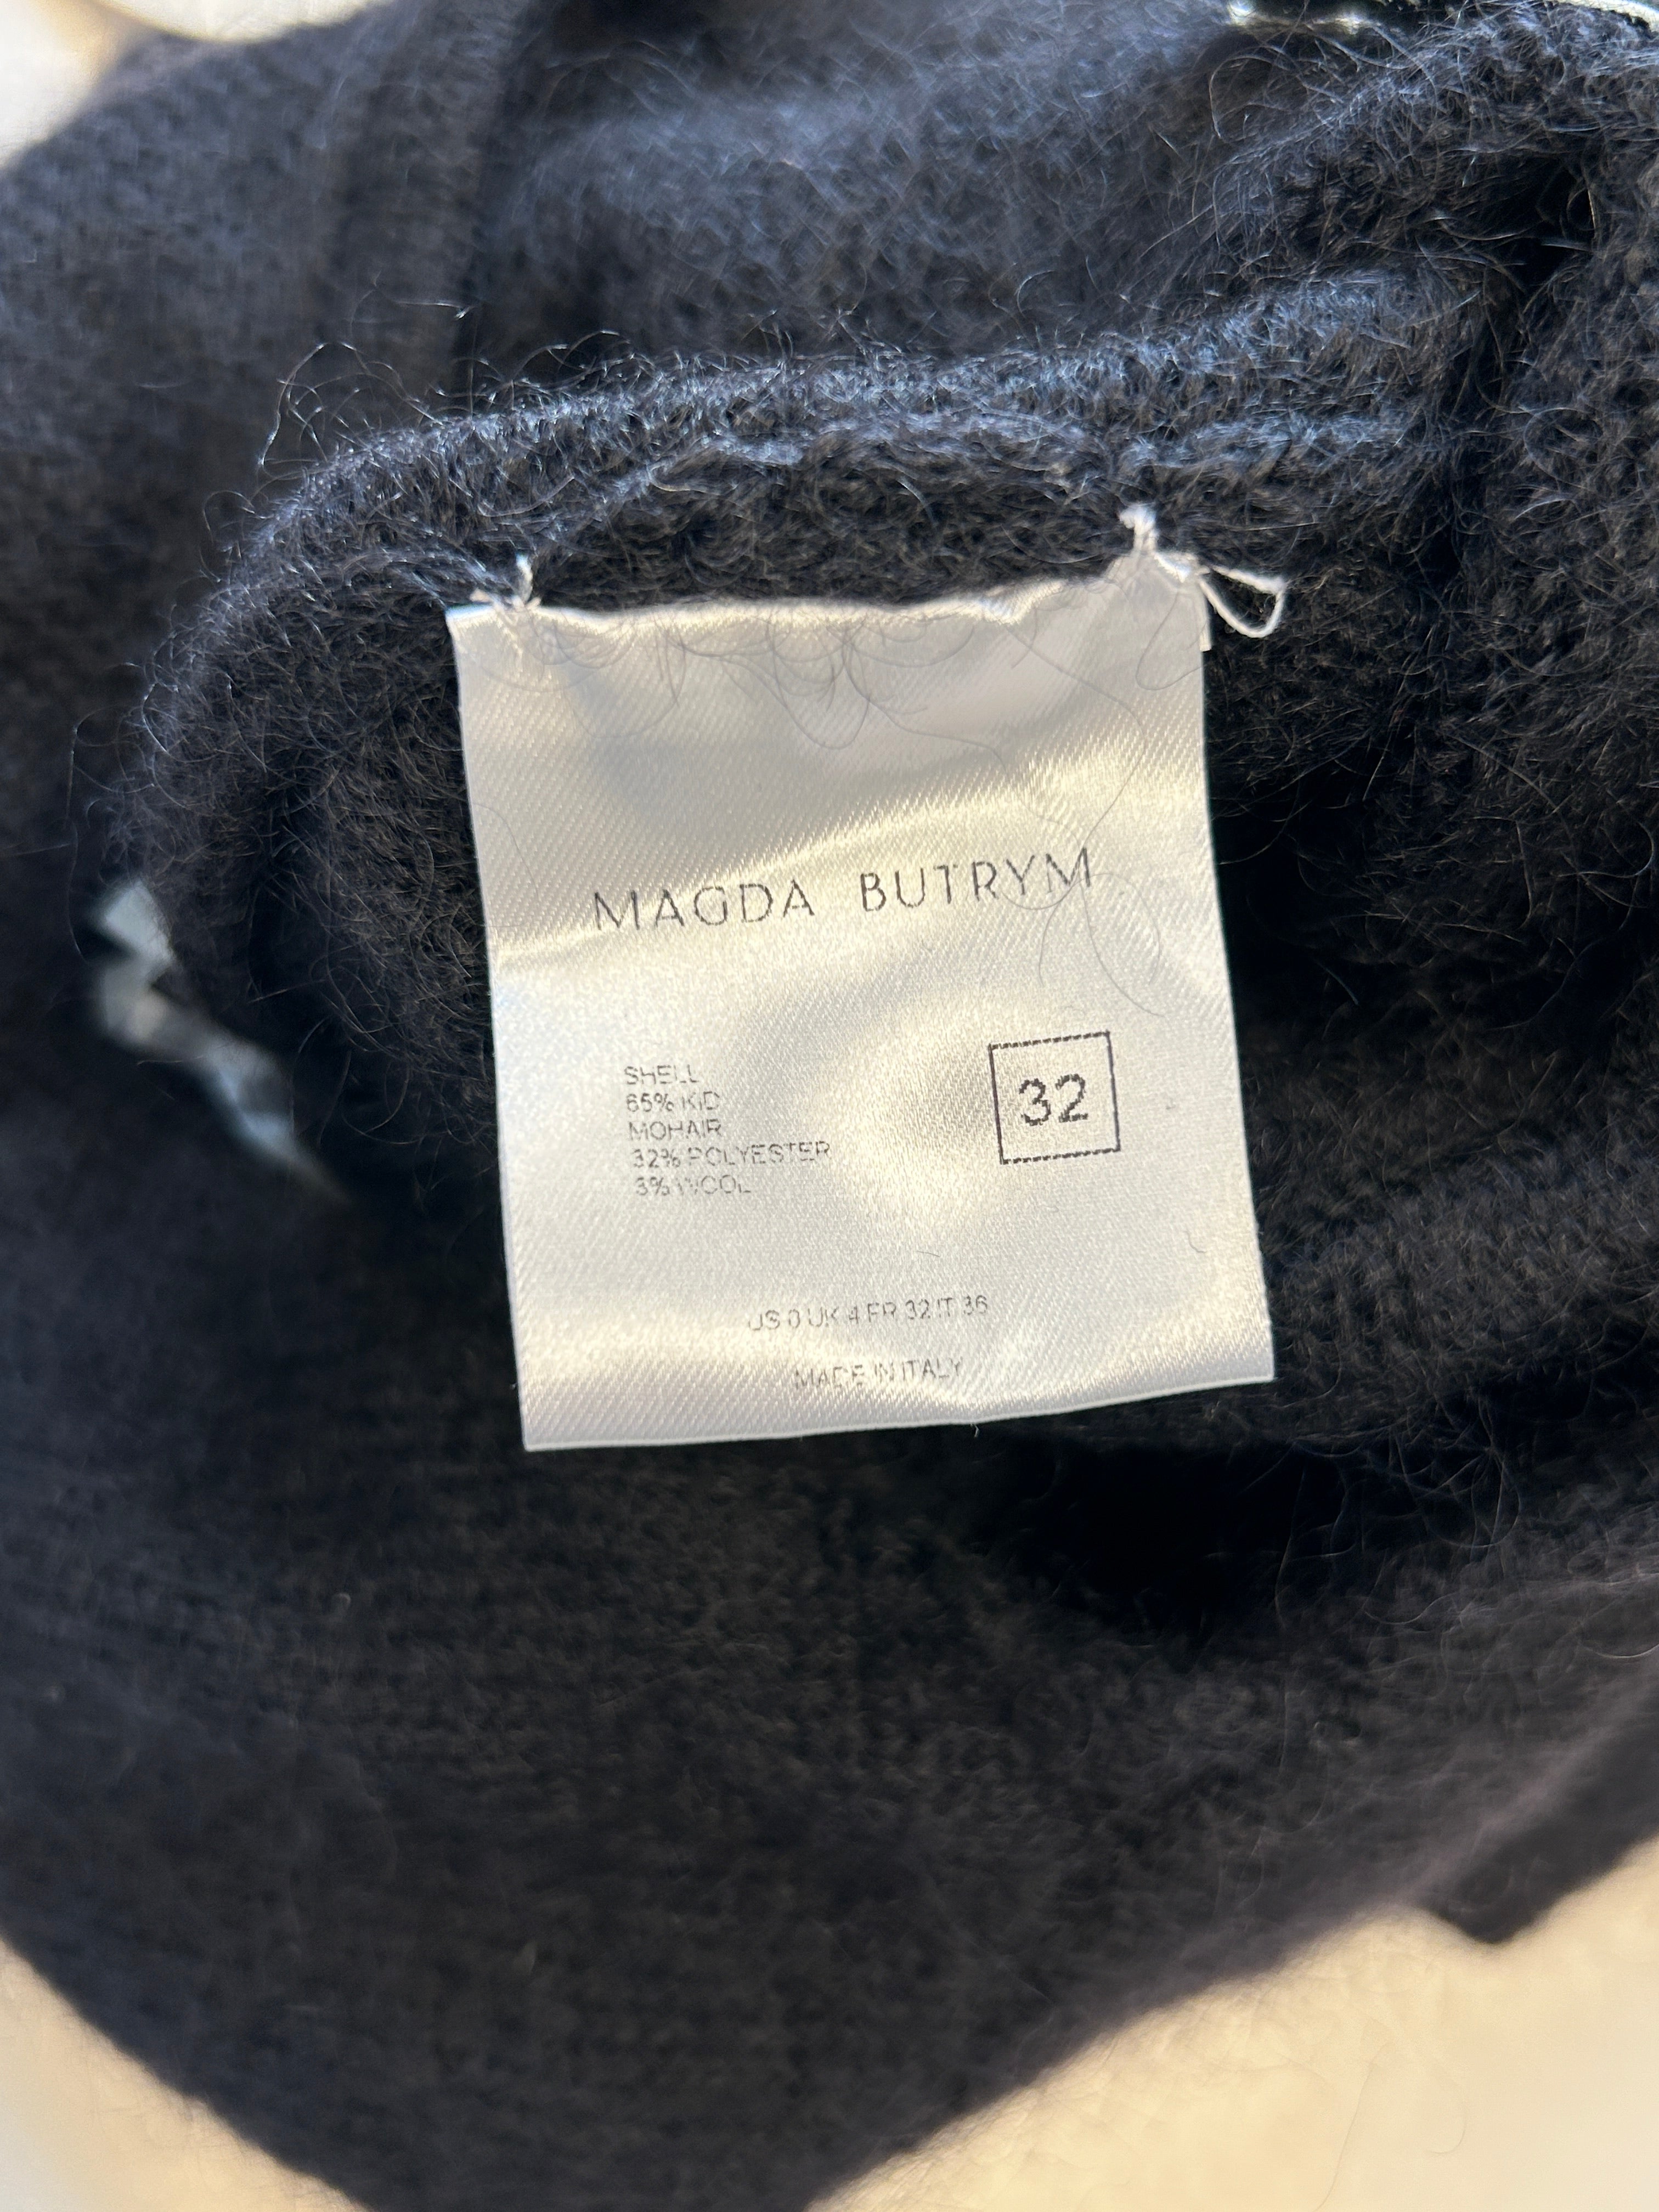 MAGDA BUTRYM
SHELL
65% KID
MOHAIR
32% POLYESTER
3% WOOL
32
US 0 UK 4 FR 32 IT 36
MADE IN ITALY